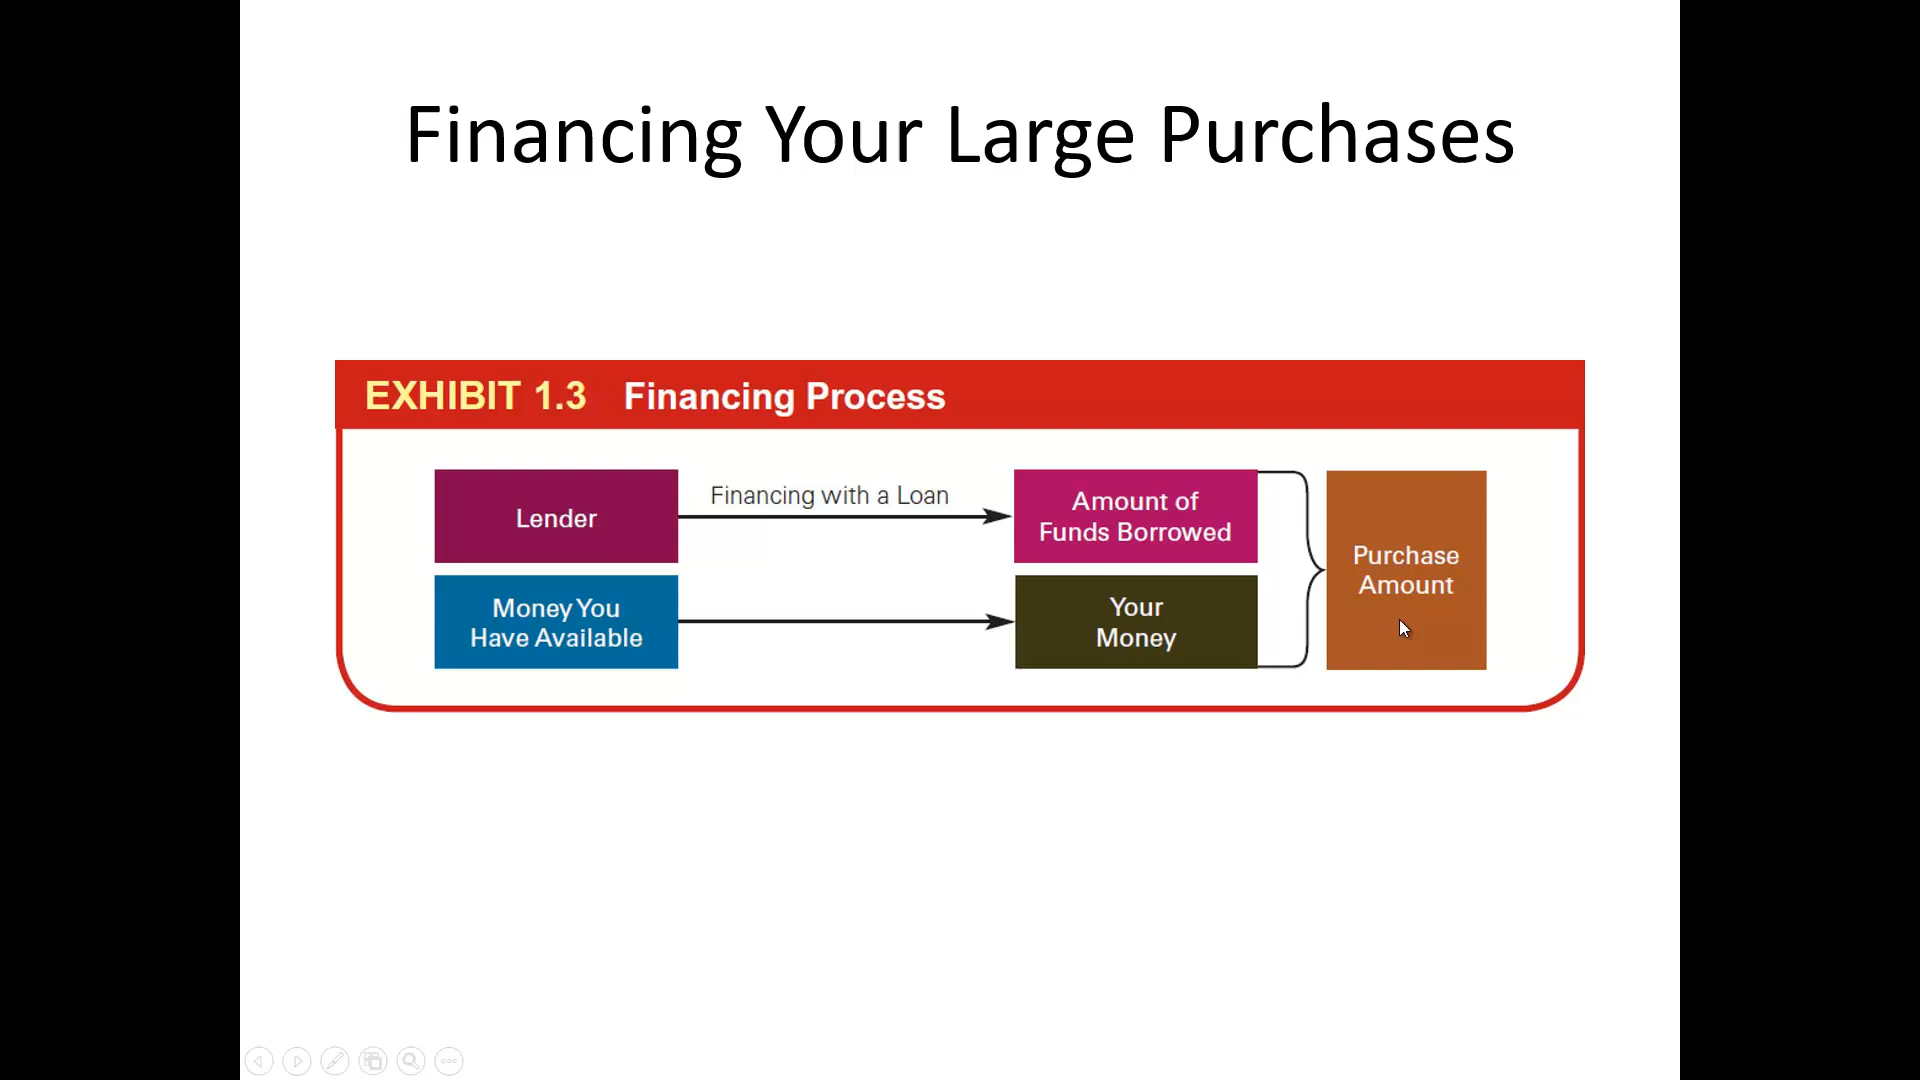 Financing Your Large Purchases
EXHIBIT 1.3 Financing Process
Lender
Financing with a Loan
Amount of
Funds Borrowed
Money You
Have Available
Your
Money
Purchase
Amount